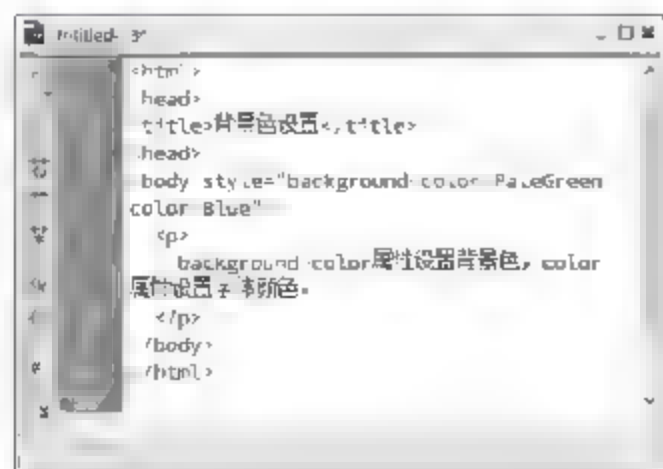 Untitled- 3*
<html>
<head>
<title>背景色设置</title>
<head>
<body style="background-color PaleGreen
color Blue"
<p>
background-color属性设置背景色，color
属性设置字体颜色。
</p>
</body>
</html>